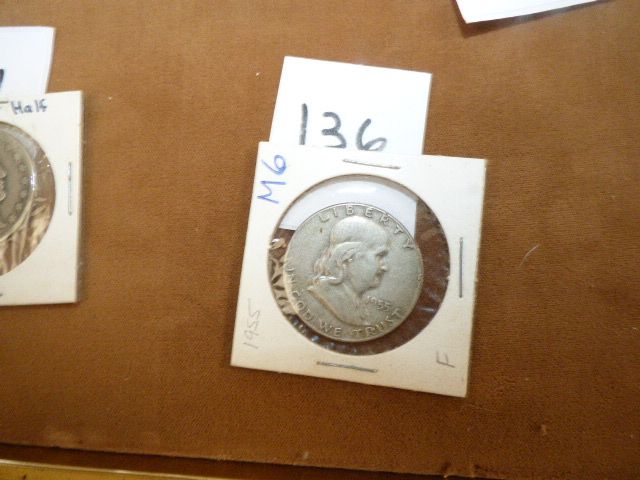 Half
136
M6
LIBERTY
IN GOD WE TRUST
1955
1955
F